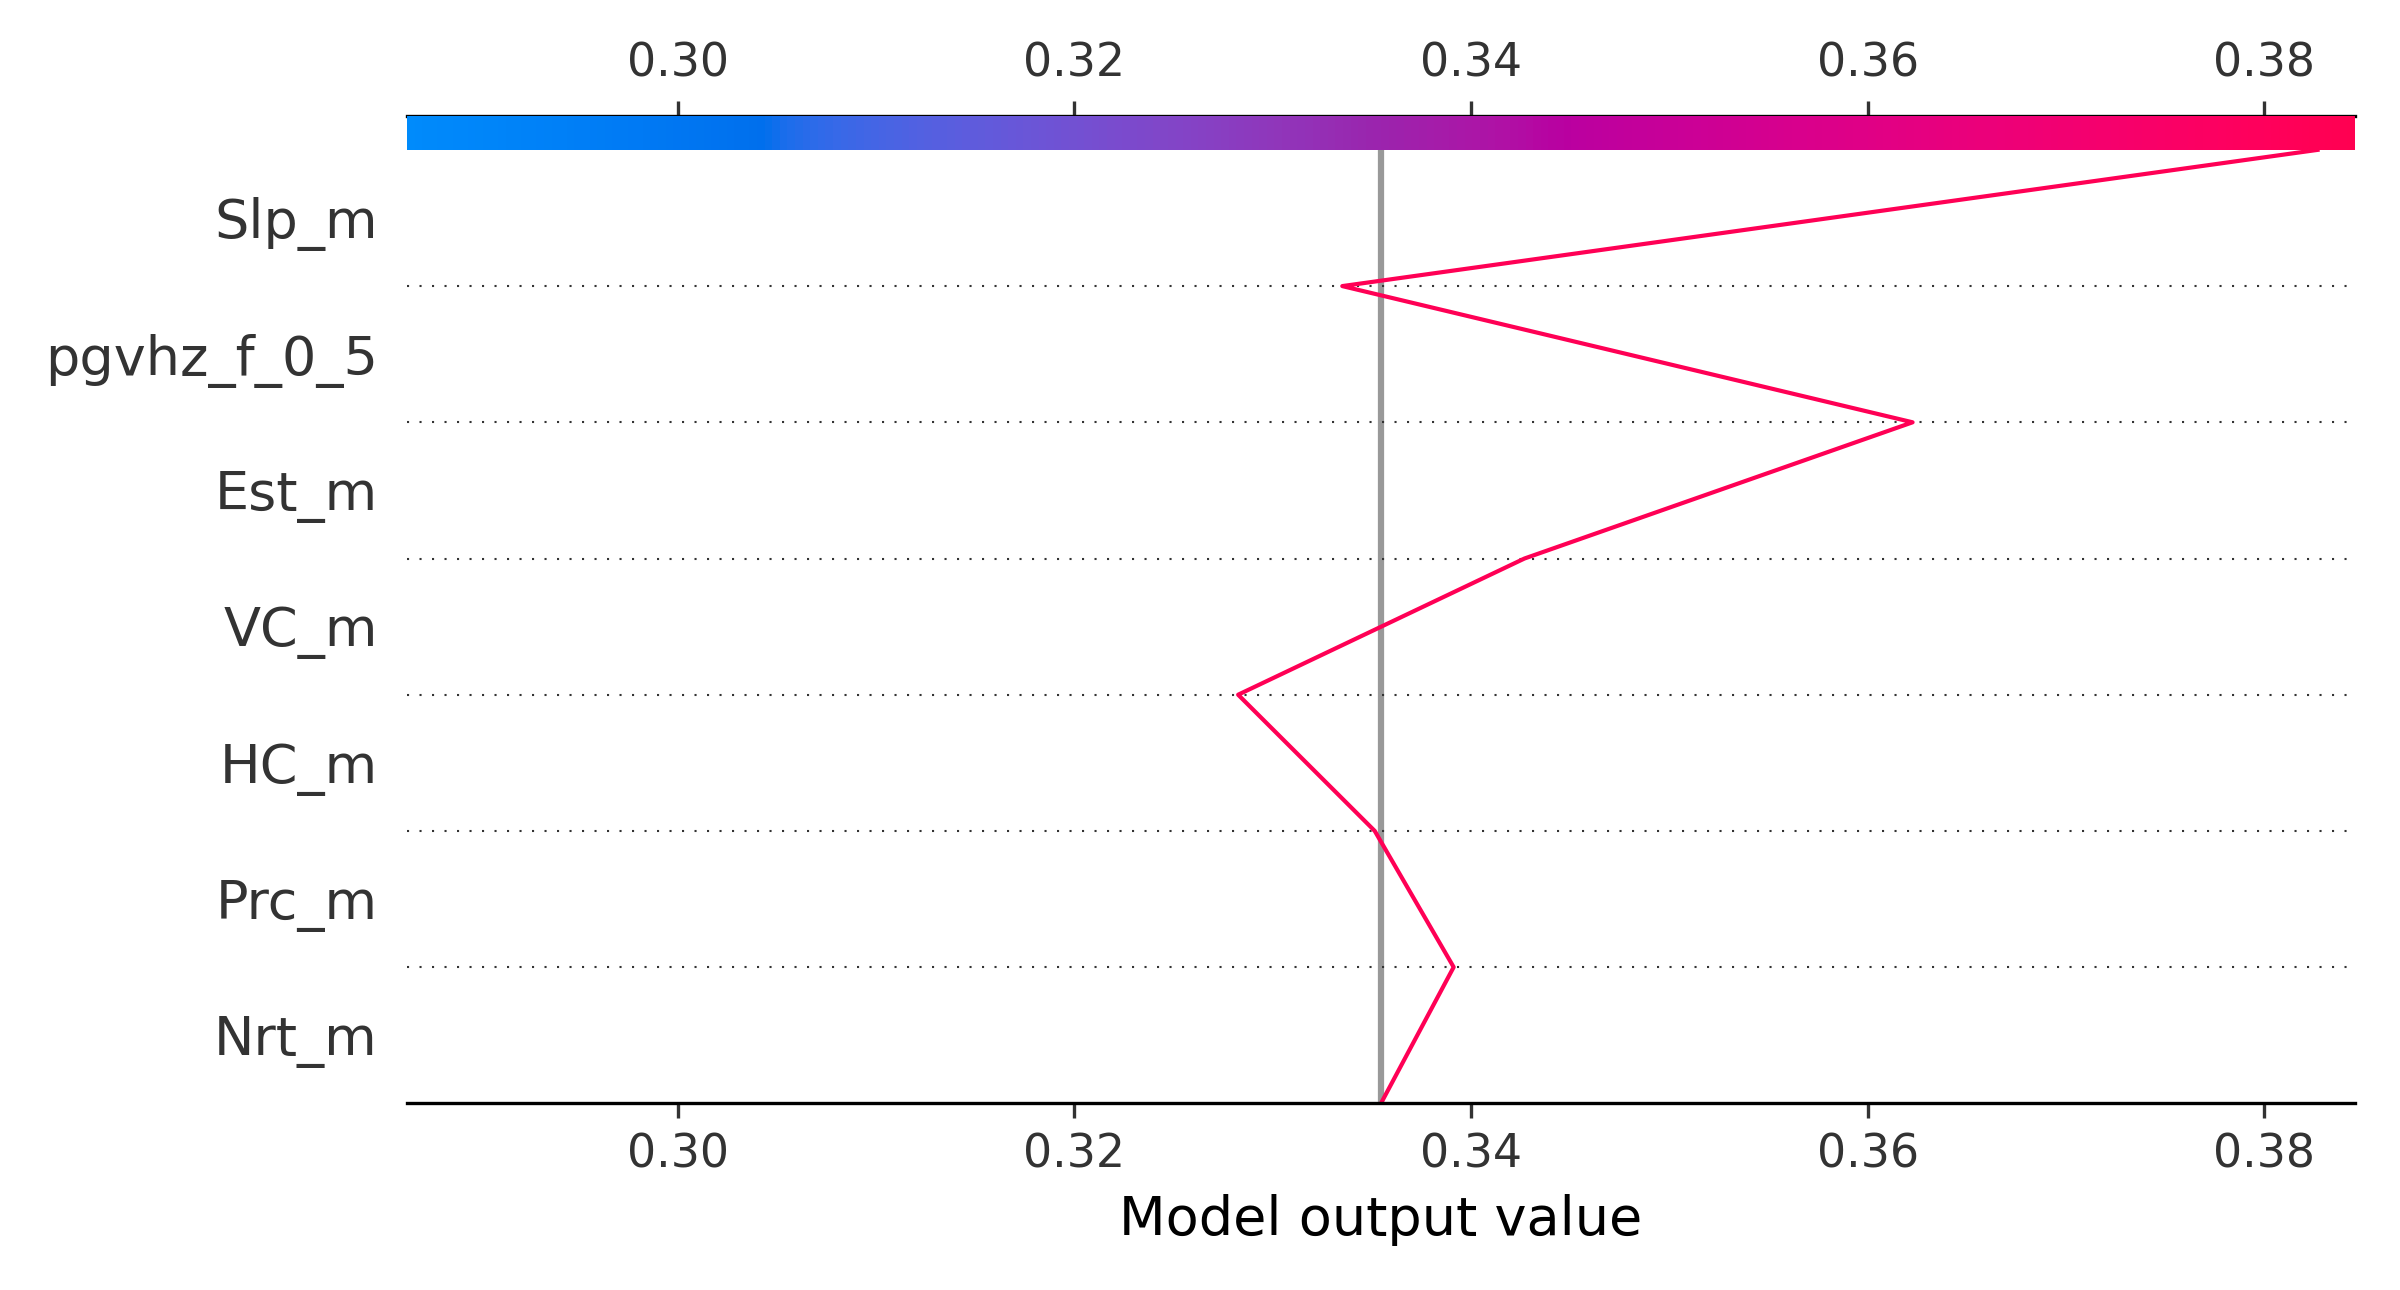 0.30 0.32 0.34 0.36 0.38
Slp_m
pgvhz_f_0_5
Est_m
VC_m
HC_m
Prc_m
Nrt_m
0.30 0.32 0.34 0.36 0.38
Model output value